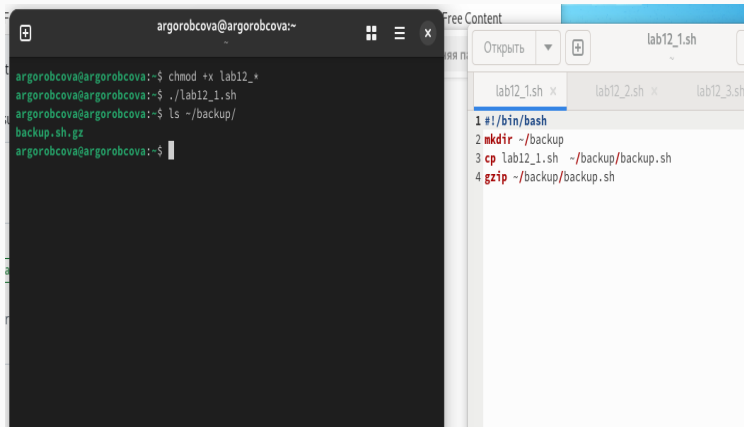 Free Content
argorobcova@argorobcova:~
~
argorobcova@argorobcova:~$ chmod +x lab12_*
argorobcova@argorobcova:~$ ./lab12_1.sh
argorobcova@argorobcova:~$ ls ~/backup/
backup.sh.gz
argorobcova@argorobcova:~$
Открыть
lab12_1.sh
~
lab12_1.sh × lab12_2.sh × lab12_3.sh
1 #!/bin/bash
2 mkdir ~/backup
3 cp lab12_1.sh  ~/backup/backup.sh
4 gzip ~/backup/backup.sh